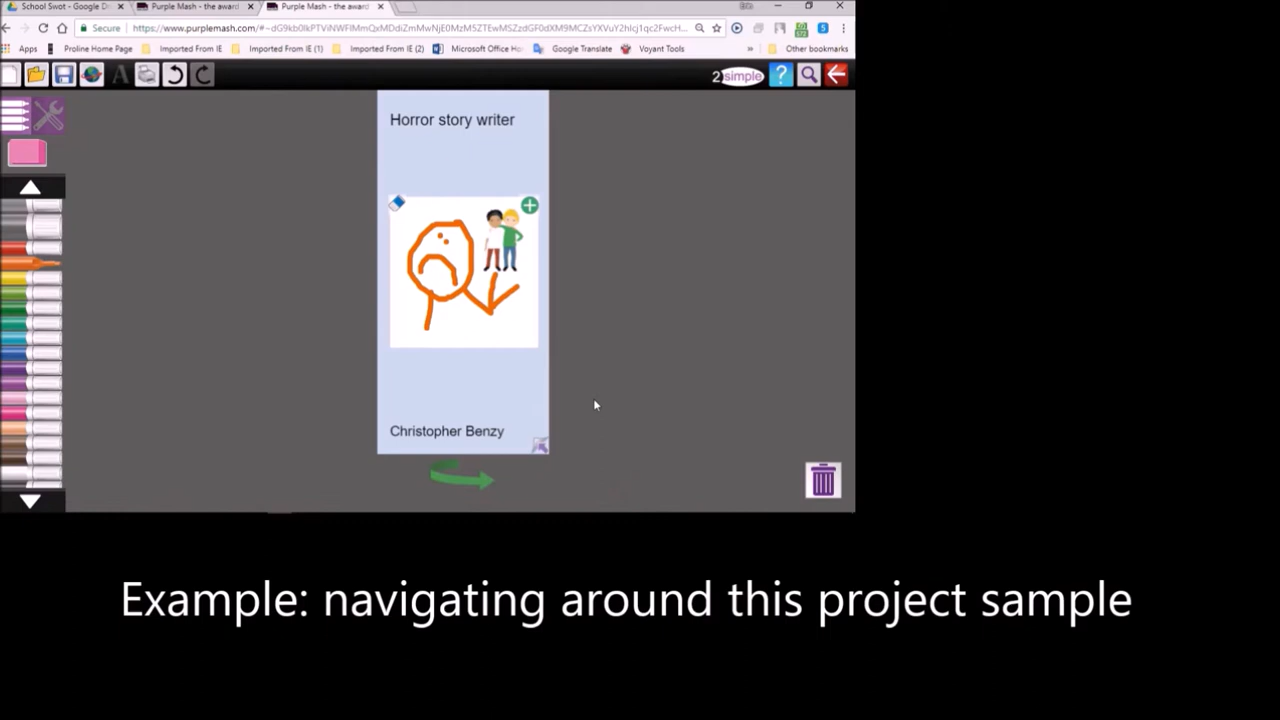 School Swot - Google D
Purple Mash - the award
Purple Mash - the award
Secure
Apps
Proline Home Page
Imported From IE
Imported From IE (1)
Imported From IE (2)
Microsoft Office Ho
Google Translate
Voyant Tools
»
Other bookmarks
2simple
?
Horror story writer
Christopher Benzy
Example: navigating around this project sample